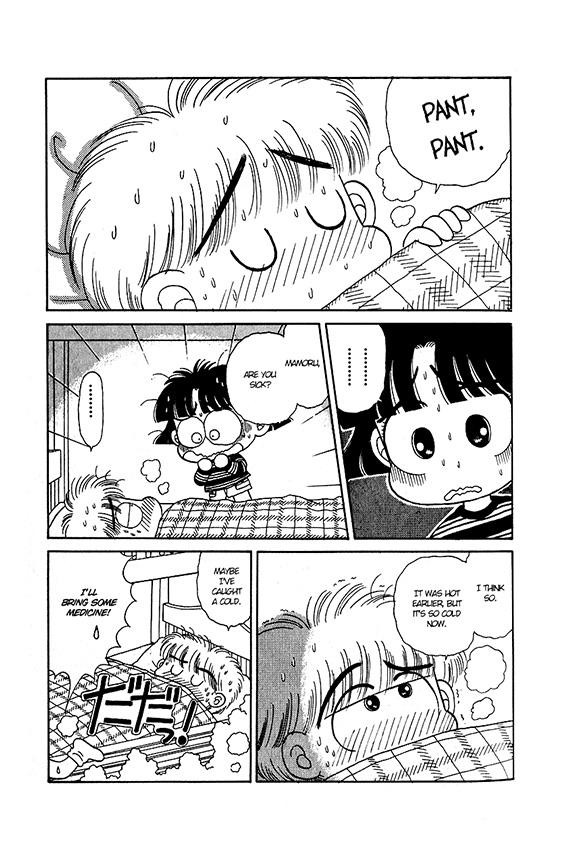 PANT,
PANT.
. . . . . . .
MAMORU,
ARE YOU
SICK?
. . . . . . .
I THINK
SO.
IT WAS HOT
EARLIER, BUT
IT'S SO COLD
NOW.
MAYBE
I'VE
CAUGHT
A COLD.
I'LL
BRING SOME
MEDICINE!
だだっ!